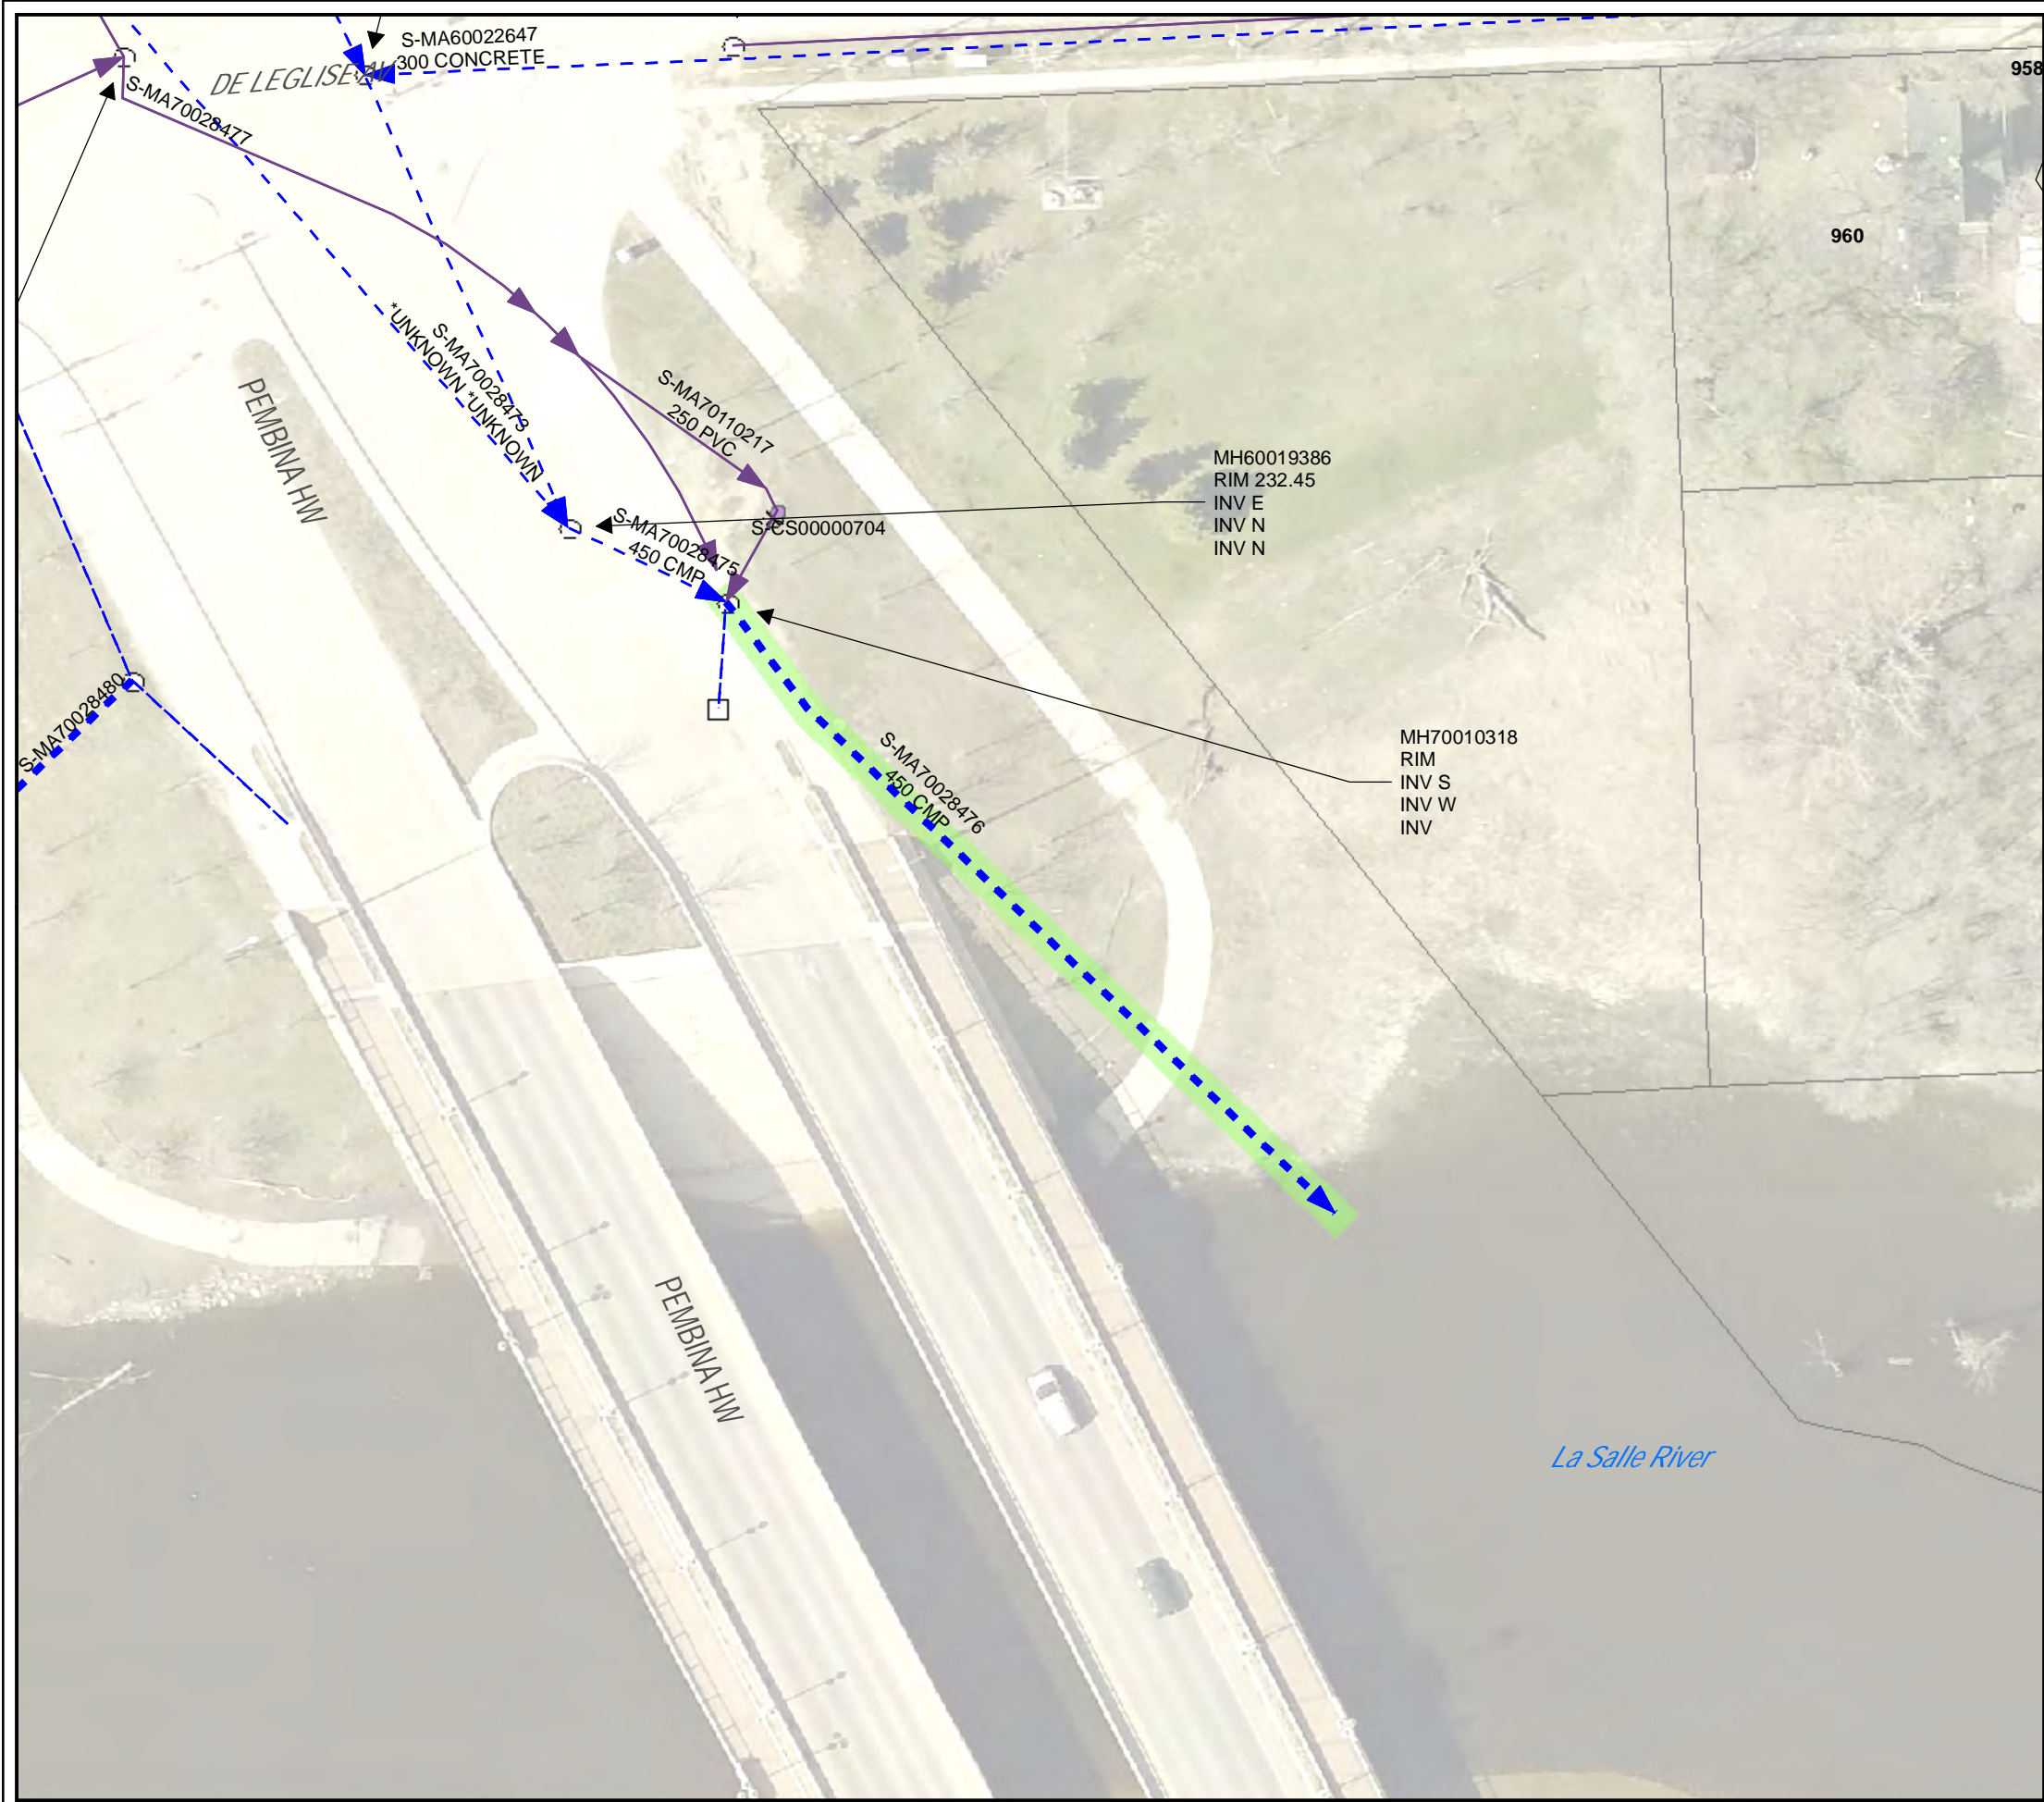 S-MA60022647
300 CONCRETE
DE LEGLISE AV
958
S-MA70028477
960
*UNKNOWN *UNKNOWN
S-MA70028473
PEMBINA HW
S-MA70110217
250 PVC
MH60019386
RIM 232.45
INV E
INV N
INV N
S-CS00000704
S-MA70028475
450 CMP
S-MA70028480
MH70010318
RIM
INV S
INV W
INV
S-MA70028476
450 CMP
PEMBINA HW
La Salle River